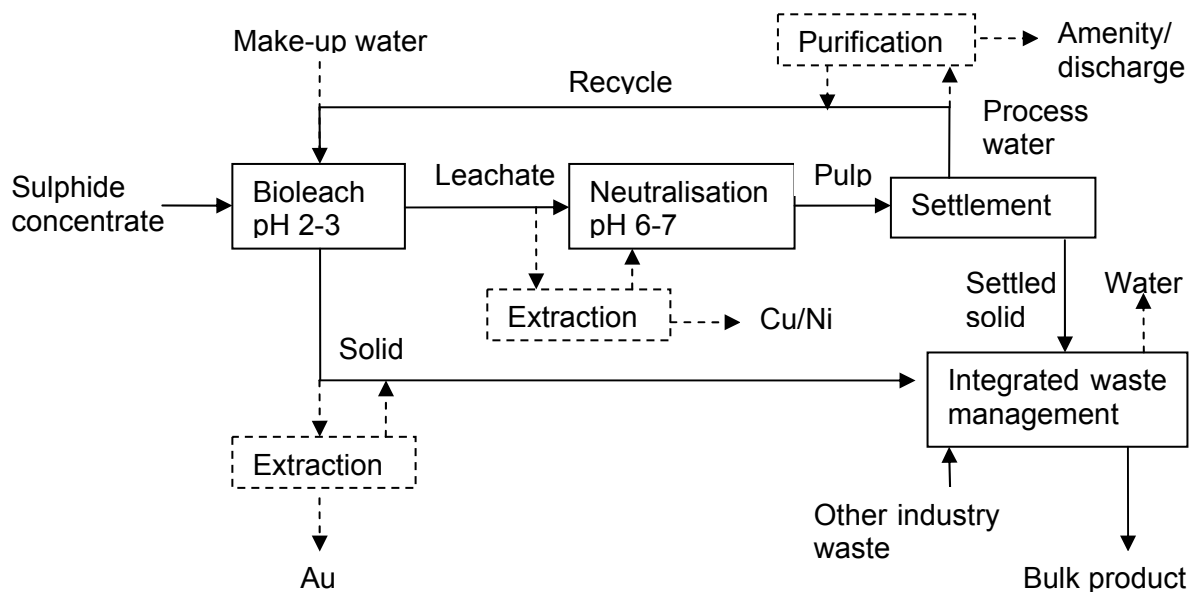 Make-up water
Purification
Amenity/
discharge
Recycle
Process
water
Sulphide
concentrate
Bioleach
pH 2-3
Leachate
Neutralisation
pH 6-7
Pulp
Settlement
Extraction
Cu/Ni
Settled
solid
Water
Solid
Integrated waste
management
Extraction
Other industry
waste
Au
Bulk product